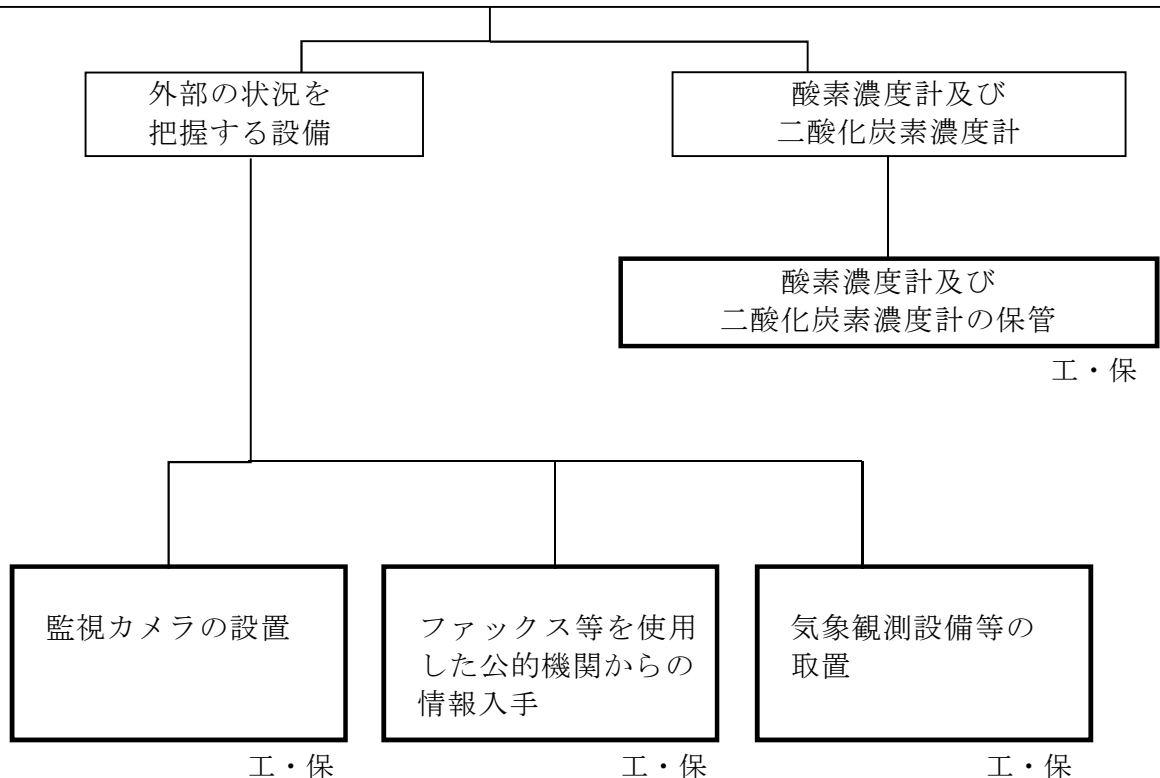 外部の状況を
把握する設備
酸素濃度計及び
二酸化炭素濃度計
酸素濃度計及び
二酸化炭素濃度計の保管
工・保
監視カメラの設置
工・保
ファックス等を使用
した公的機関からの
情報入手
工・保
気象観測設備等の
取置
工・保